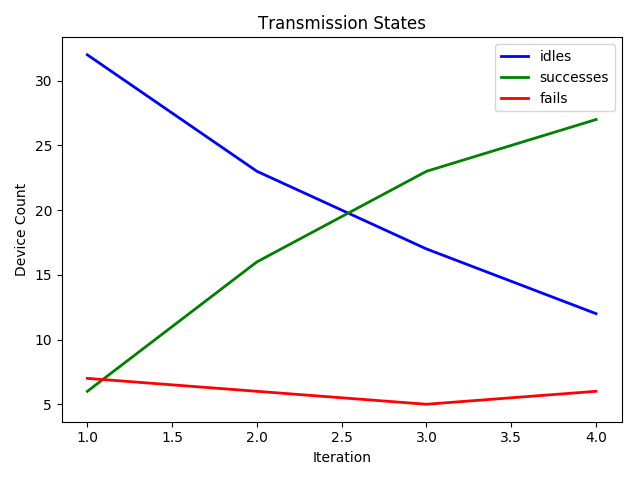 Transmission States
idles
successes
fails
Device Count
30
25
20
15
10
5
1.0 1.5 2.0 2.5 3.0 3.5 4.0
Iteration